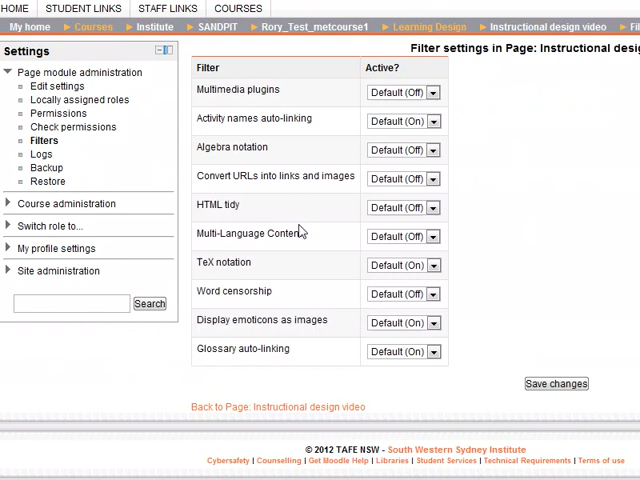 HOME STUDENT LINKS STAFF LINKS COURSES
My home Courses Institute SANDPIT Rory_Test_metcourse1 Learning Design Instructional design video
Settings
Page module administration
Edit settings
Locally assigned roles
Permissions
Check permissions
Filters
Logs
Backup
Restore
Course administration
Switch role to...
My profile settings
Site administration
Search
Filter settings in Page: Instructional
Filter Active?
Multimedia plugins Default (Off)
Activity names auto-linking Default (On)
Algebra notation Default (Off)
Convert URLs into links and images Default (Off)
HTML tidy Default (Off)
Multi-Language Content Default (Off)
TeX notation Default (On)
Word censorship Default (Off)
Display emoticons as images Default (On)
Glossary auto-linking Default (On)
Save changes
Back to Page: Instructional design video
© 2012 TAFE NSW - South Western Sydney Institute
Cybersafety | Counselling | Get Moodle Help | Libraries | Student Services | Technical Requirements | Terms of use